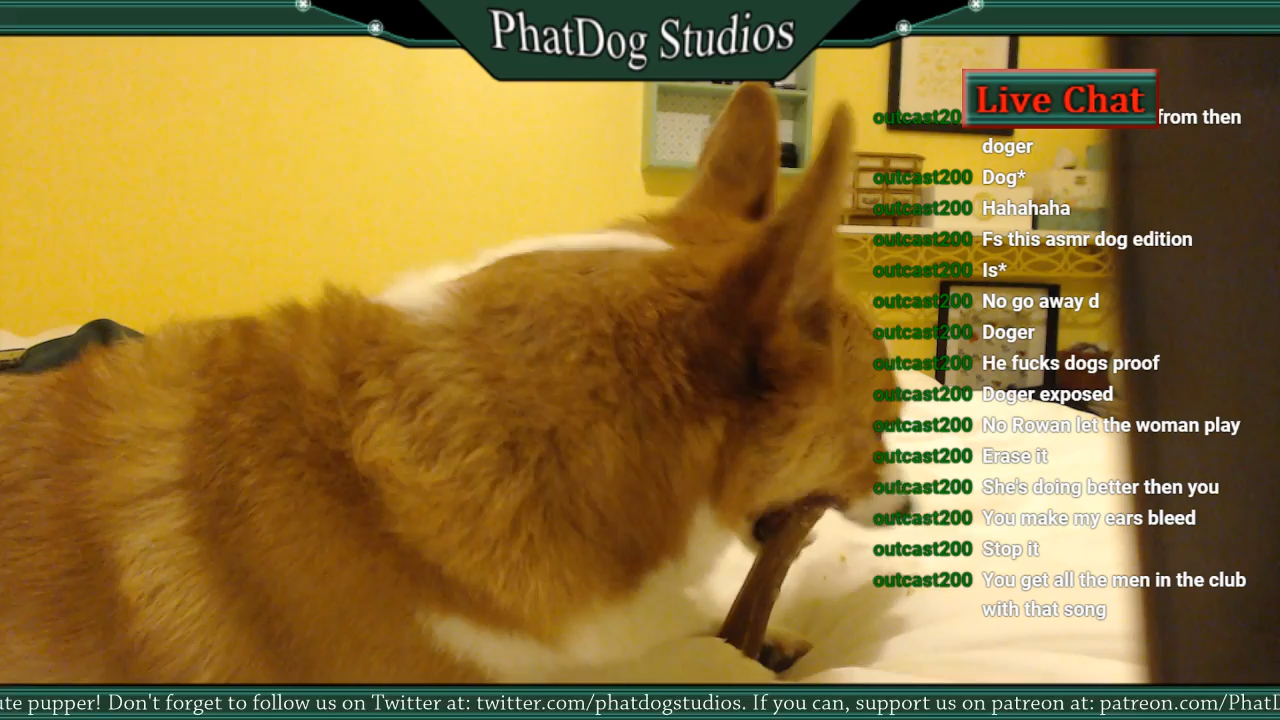 PhatDog Studios
Live Chat
outcast20 from then
doger
outcast200 Dog*
outcast200 Hahahaha
outcast200 Fs this asmr dog edition
outcast200 Is*
outcast200 No go away d
outcast200 Doger
outcast200 He fucks dogs proof
outcast200 Doger exposed
outcast200 No Rowan let the woman play
outcast200 Erase it
outcast200 She's doing better then you
outcast200 You make my ears bleed
outcast200 Stop it
outcast200 You get all the men in the club
with that song
ute pupper! Don't forget to follow us on Twitter at: twitter.com/phatdogstudios. If you can, support us on patreon at: patreon.com/PhatD